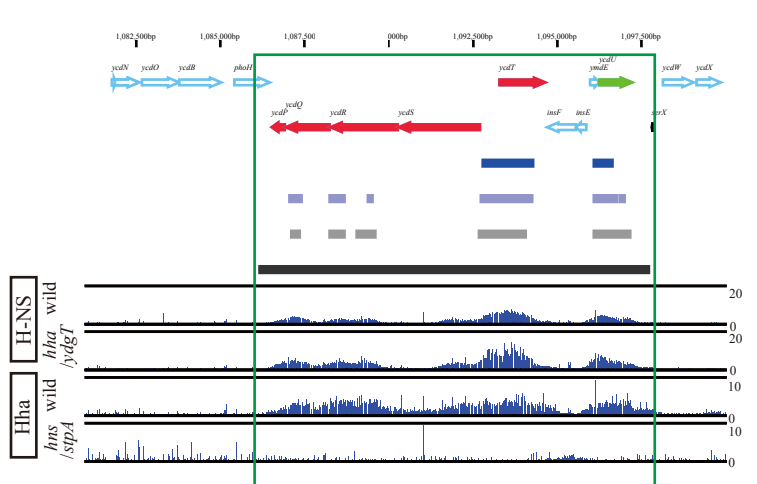 1,082,500bp 1,085,000bp 1,087,500 000bp 1,092,500bp 1,095,000bp 1,097,500bp
ycdU
ycdN ycdO ycdB phoH ycdT ymdE ycdW ycdX
ycdQ
ycdP ycdR ycdS insF insE serX
H-NS
wild
20
0
hha
/ydgT
20
0
Hha
wild
10
0
hns
/stpA
10
0